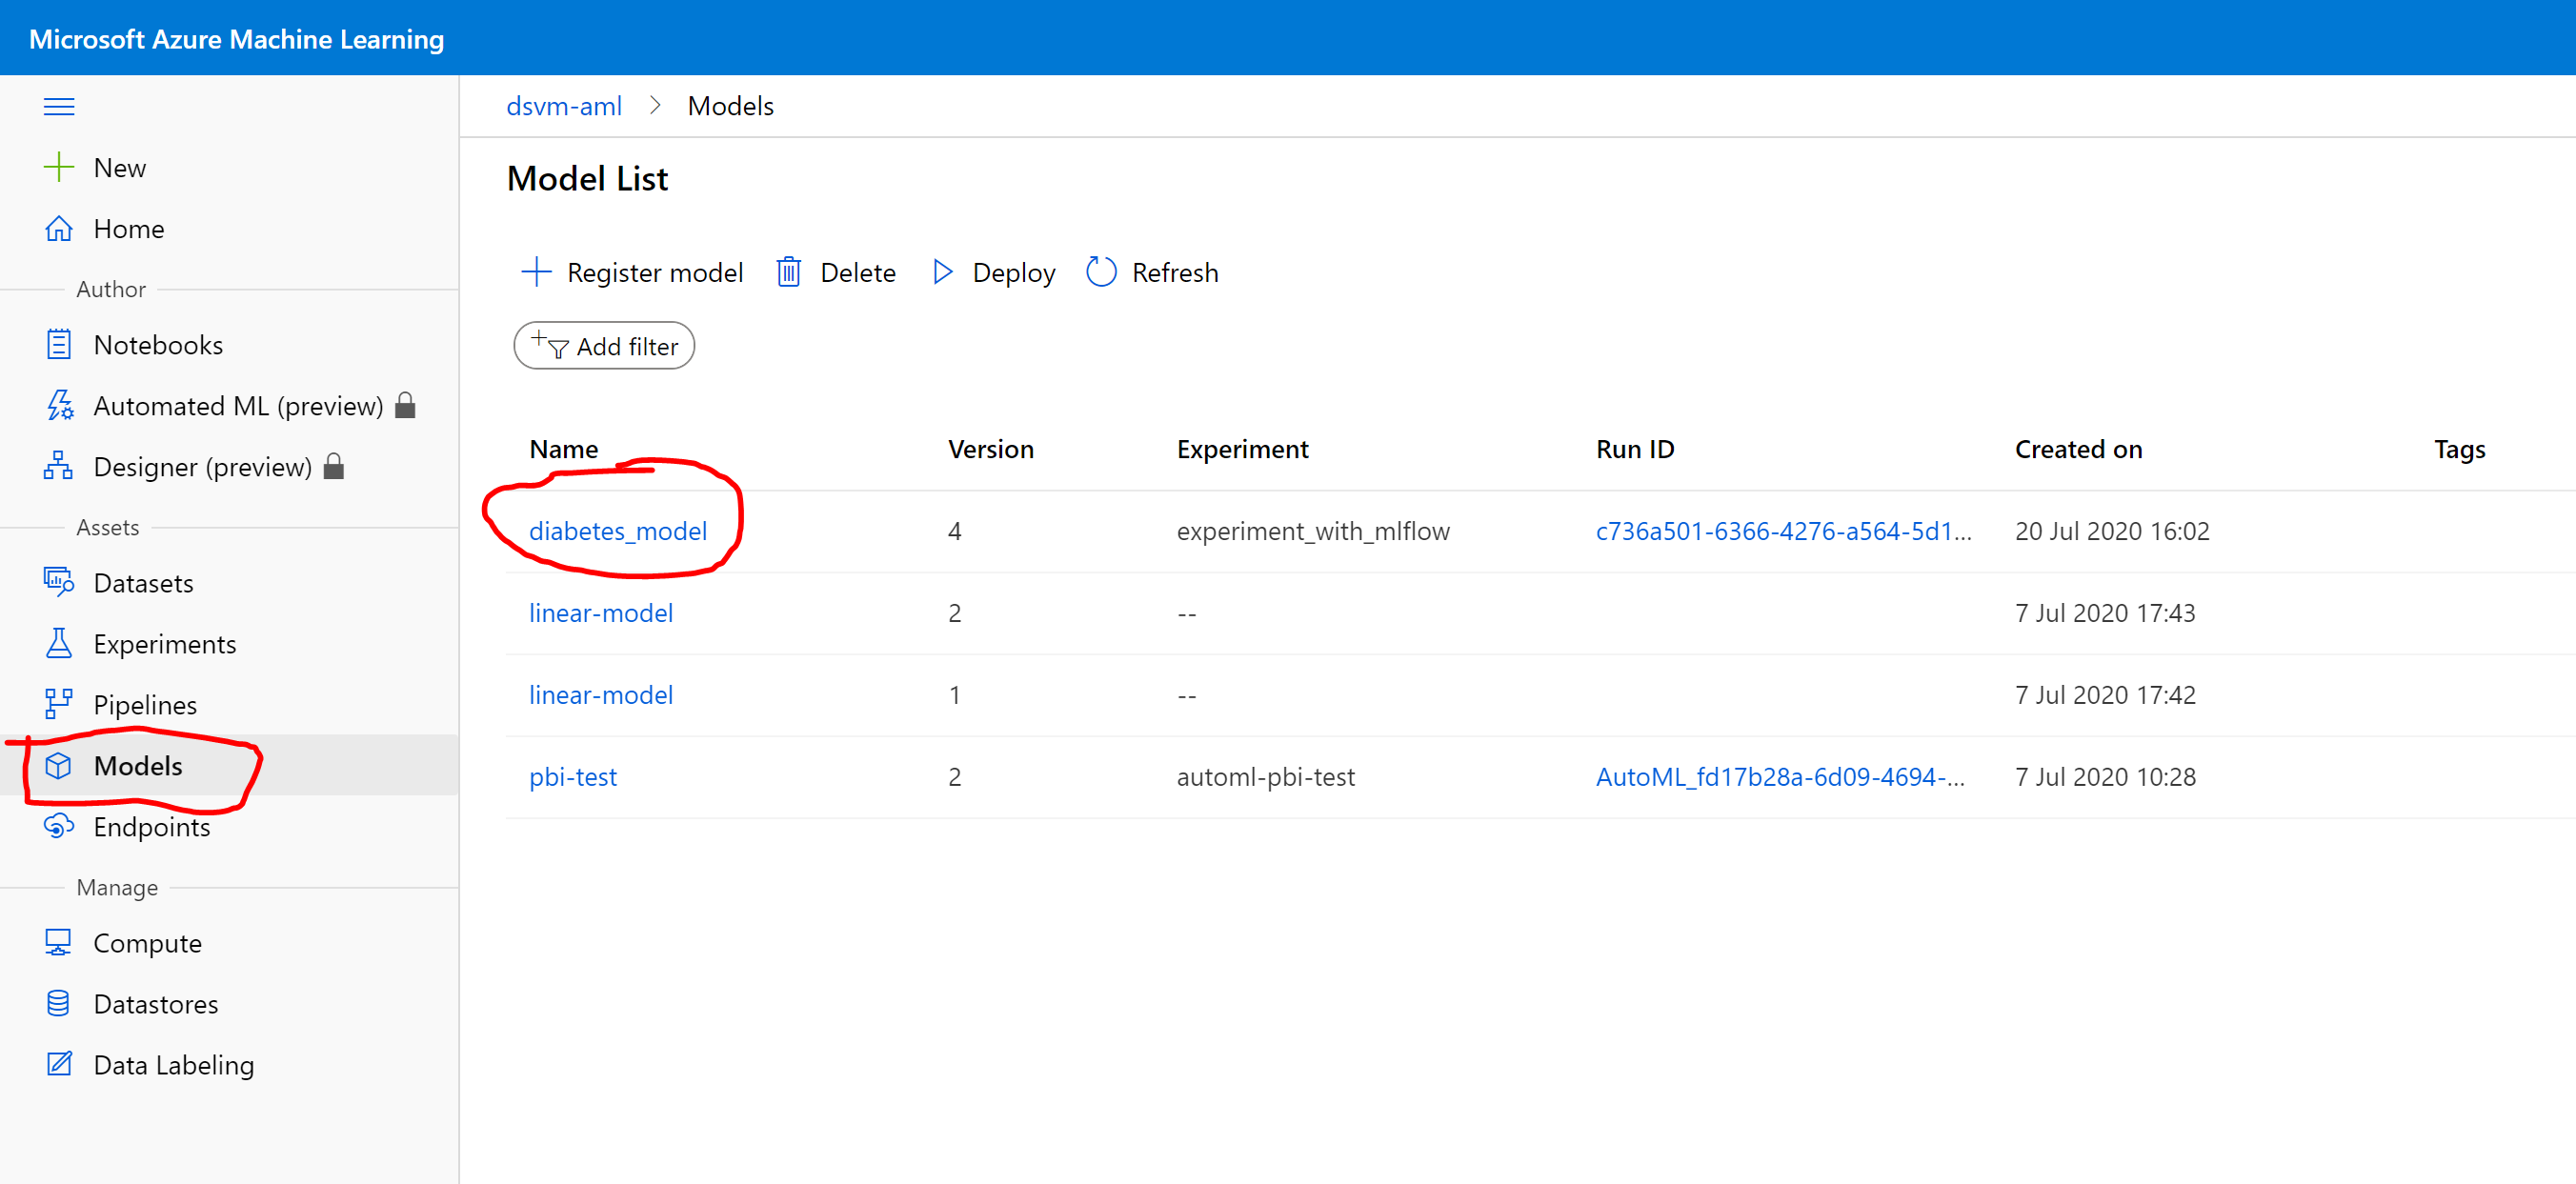 Microsoft Azure Machine Learning
New
Home
Author
Notebooks
Automated ML (preview)
Designer (preview)
Assets
Datasets
Experiments
Pipelines
Models
Endpoints
Manage
Compute
Datastores
Data Labeling
dsvm-aml > Models
Model List
Register model Delete Deploy Refresh
Add filter
Name Version Experiment Run ID Created on Tags
diabetes_model 4 experiment_with_mlflow c736a501-6366-4276-a564-5d1... 20 Jul 2020 16:02
linear-model 2 -- 7 Jul 2020 17:43
linear-model 1 -- 7 Jul 2020 17:42
pbi-test 2 automl-pbi-test AutoML_fd17b28a-6d09-4694-... 7 Jul 2020 10:28